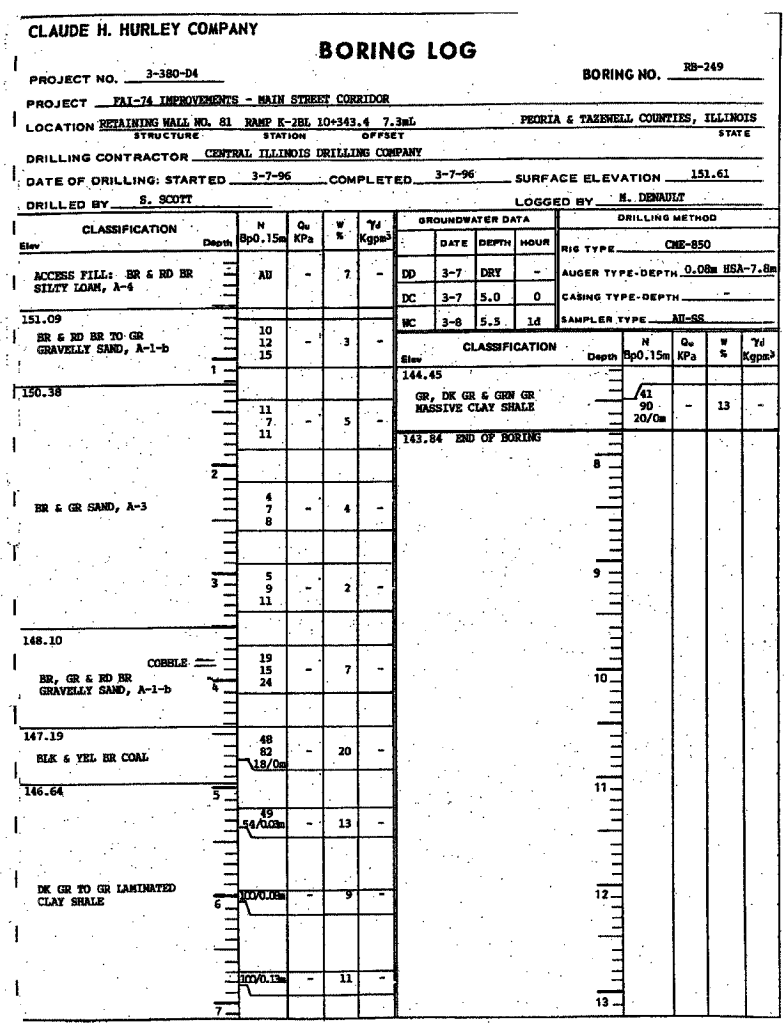 CLAUDE H. HURLEY COMPANY
BORING LOG
PROJECT NO. 3-380-D4 BORING NO. RB-249
PROJECT FAI-74 IMPROVEMENTS - MAIN STREET CORRIDOR
LOCATION RETAINING WALL NO. 81 RAMP K-2BL 10+343.4 7.3mL PEORIA & TAZEWELL COUNTIES, ILLINOIS
STRUCTURE STATION OFFSET STATE
DRILLING CONTRACTOR CENTRAL ILLINOIS DRILLING COMPANY
DATE OF DRILLING: STARTED 3-7-96 COMPLETED 3-7-96 SURFACE ELEVATION 151.61
DRILLED BY S. SCOTT LOGGED BY M. DENAULT
CLASSIFICATION N Qu W γd
Elev Depth Bp0.15m KPa % Kgpm3
ACCESS FILL: BR & RD BR AU - 7 -
SILTY LOAM, A-4
151.09
BR & RD BR TO GR
GRAVELLY SAND, A-1-b
10
12 - 3 -
15
1
150.38
11
7 - 5 -
11
2
BR & GR SAND, A-3
4
7 - 4 -
8
3
5
9 - 2 -
11
148.10
COBBLE
BR, GR & RD BR
GRAVELLY SAND, A-1-b
19
15 - 7 -
24
4
147.19
BLK & YEL BR COAL
48
82 - 20 -
18/0m
146.64
5
49
54/0.03m - 13 -
DK GR TO GR LAMINATED
CLAY SHALE
6
100/0.08m - 9 -
100/0.13m - 11 -
7
GROUNDWATER DATA
DATE DEPTH HOUR
DD 3-7 DRY -
DC 3-7 5.0 0
WC 3-8 5.5 1d
DRILLING METHOD
RIG TYPE CME-850
AUGER TYPE-DEPTH 0.08m HSA-7.8m
CASING TYPE-DEPTH -
SAMPLER TYPE AU-SS
CLASSIFICATION N Qu W γd
Elev Depth Bp0.15m KPa % Kgpm3
144.45
GR, DK GR & GRN GR
MASSIVE CLAY SHALE
41
90 - 13 -
20/0m
143.84 END OF BORING
8
9
10
11
12
13